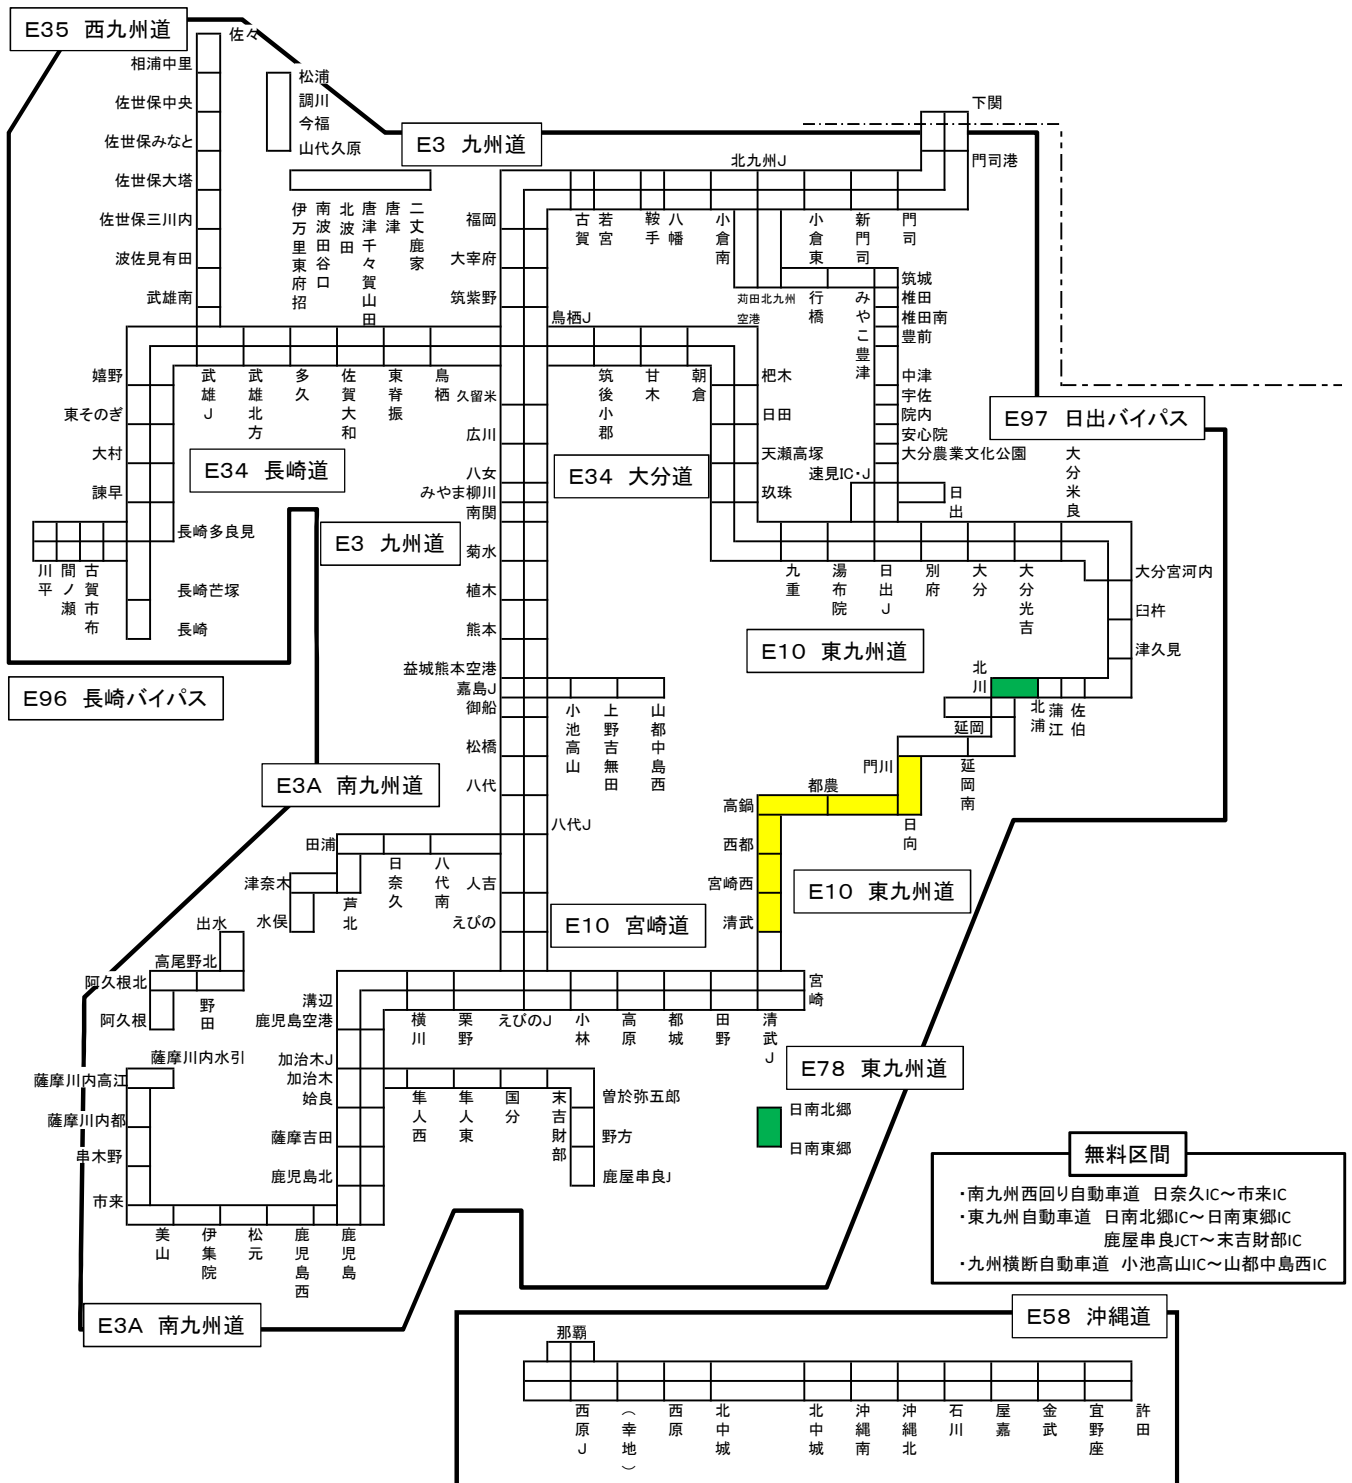 E35 西九州道
佐々
相浦中里
佐世保中央
佐世保みなと
佐世保大塔
佐世保三川内
波佐見有田
武雄南
松浦
調川
今福
山代久原
伊万里東府招
南波田谷口
北波田
唐津千々賀山田
唐津
二丈鹿家
E3 九州道
福岡
大宰府
筑紫野
鳥栖J
北九州J
下関
門司港
古賀
若宮
鞍手
八幡
小倉南
小倉東
新門司
門司
苅田北九州
空港
行橋
みやこ豊津
筑城
椎田
椎田南
豊前
中津
宇佐
院内
安心院
大分農業文化公園
速見IC・J
日出
E97 日出バイパス
嬉野
東そのぎ
大村
諫早
武雄J
武雄北方
多久
佐賀大和
東脊振
鳥栖
久留米
筑後小郡
甘木
朝倉
杷木
日田
天瀬高塚
玖珠
E34 長崎道
E34 大分道
広川
八女
みやま柳川
南関
菊水
植木
熊本
益城熊本空港
嘉島J
御船
松橋
八代
E3 九州道
長崎多良見
川平
間ノ瀬
古賀市布
長崎芒塚
長崎
E96 長崎バイパス
九重
湯布院
日出J
別府
大分
大分光吉
大分米良
大分宮河内
臼杵
津久見
E10 東九州道
北川
北浦
蒲江
佐伯
延岡
延岡南
門川
日向
都農
高鍋
西都
宮崎西
清武
E10 東九州道
小池高山
上野吉無田
山都中島西
E3A 南九州道
八代J
人吉
えびの
田浦
津奈木
水俣
芦北
日奈久
八代南
出水
高尾野北
阿久根北
阿久根
野田
E10 宮崎道
溝辺
鹿児島空港
横川
栗野
えびのJ
小林
高原
都城
田野
清武J
宮崎
加治木J
加治木
姶良
薩摩吉田
鹿児島北
隼人西
隼人東
国分
末吉財部
曽於弥五郎
野方
鹿屋串良J
E78 東九州道
日南北郷
日南東郷
薩摩川内水引
薩摩川内高江
薩摩川内都
串木野
市来
美山
伊集院
松元
鹿児島西
鹿児島
E3A 南九州道
無料区間
・南九州西回り自動車道 日奈久IC～市来IC
・東九州自動車道 日南北郷IC～日南東郷IC
鹿屋串良JCT～末吉財部IC
・九州横断自動車道 小池高山IC～山都中島西IC
E58 沖縄道
那覇
西原J
（幸地）
西原
北中城
北中城
沖縄南
沖縄北
石川
屋嘉
金武
宜野座
許田